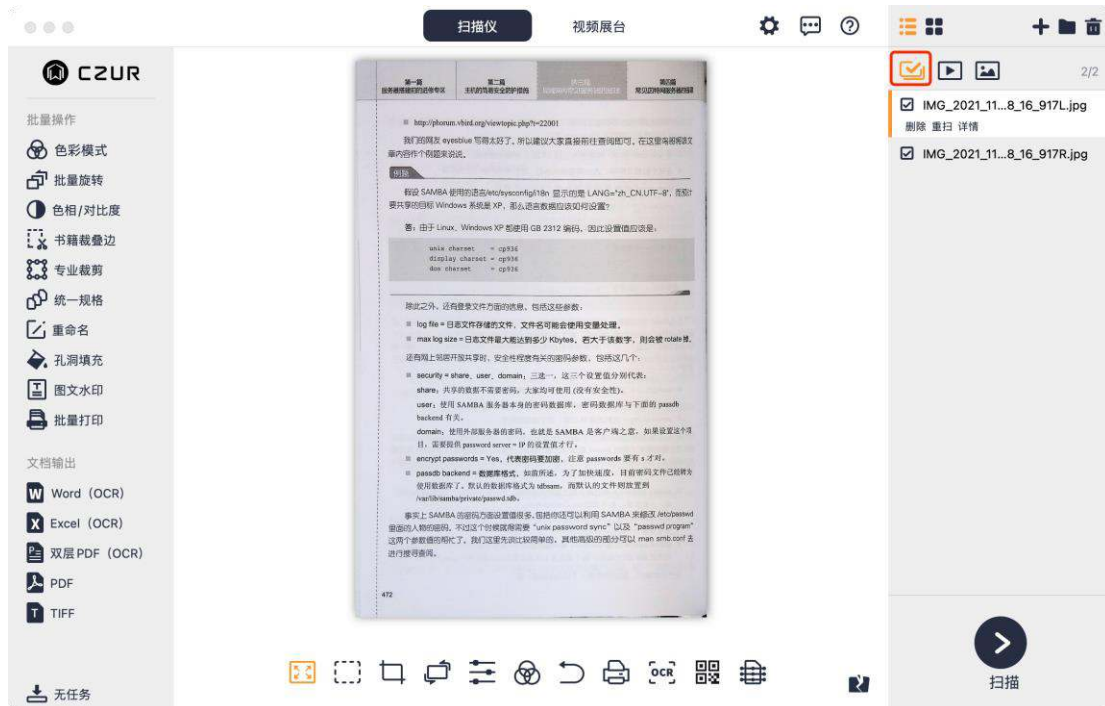 扫描仪
视频展台
CZUR
批量操作
色彩模式
批量旋转
色相/对比度
书籍裁叠边
专业裁剪
统一规格
重命名
孔洞填充
图文水印
批量打印
文档输出
W Word（OCR）
X Excel（OCR）
双层PDF（OCR）
PDF
T TIFF
无任务
第一篇
第二篇
第四篇
主机的简易安全防护措施
■ http://phorum.vbird.org/viewtopic.php?t=22001
我们的网友 eyesblue 写得太好了，所以建议大家直接前往查阅即可，在这里鸟哥根据文
章内容作个例题来说。
例题
假设 SAMBA 使用的语言/etc/sysconfig/i18n 显示的是 LANG="zh_CN.UTF-8"，而预计
要共享的目标 Windows 系统是 XP，那么语言数据应该如何设置?
答：由于 Linux、Windows XP 都使用 GB 2312 编码，因此设置值应该是：
unix charset = cp936
display charset = cp936
dos charset = cp936
除此之外，还有登录文件方面的信息，包括这些参数：
■ log file = 日志文件存储的文件，文件名可能会使用变量处理。
■ max log size = 日志文件最大能达到多少 Kbytes，若大于该数字，则会被 rotate 掉。
还有网上邻居开放共享时，安全性程度有关的密码参数，包括这几个：
■ security = share、user、domain：三选一，这三个设置值分别代表：
share：共享的数据不需要密码，大家均可使用 (没有安全性)。
user：使用 SAMBA 服务器本身的密码数据库，密码数据库与下面的 passdb
backend 有关。
domain：使用外部服务器的密码，也就是 SAMBA 是客户端之意，如果设置这个项
目，需要提供 password server = IP 的设置值才行。
■ encrypt passwords = Yes，代表密码要加密，注意 passwords 要有 s 才对。
■ passdb backend = 数据库格式，如前所述，为了加快速度，目前密码文件已经转为
使用数据库了。默认的数据库格式为 tdbsam，而默认的文件则放置到
/var/lib/samba/private/passwd.tdb。
事实上 SAMBA 的密码方面设置值很多，包括你还可以利用 SAMBA 来修改 /etc/passwd
里面的人物的密码，不过这个时候就得需要 "unix password sync" 以及 "passwd program"
这两个参数值的帮忙了。我们这里先谈比较简单的，其他高级的部分可以 man smb.conf 去
进行搜寻查阅。
472
OCR
2/2
IMG_2021_11...8_16_917L.jpg
删除 重扫 详情
IMG_2021_11...8_16_917R.jpg
扫描